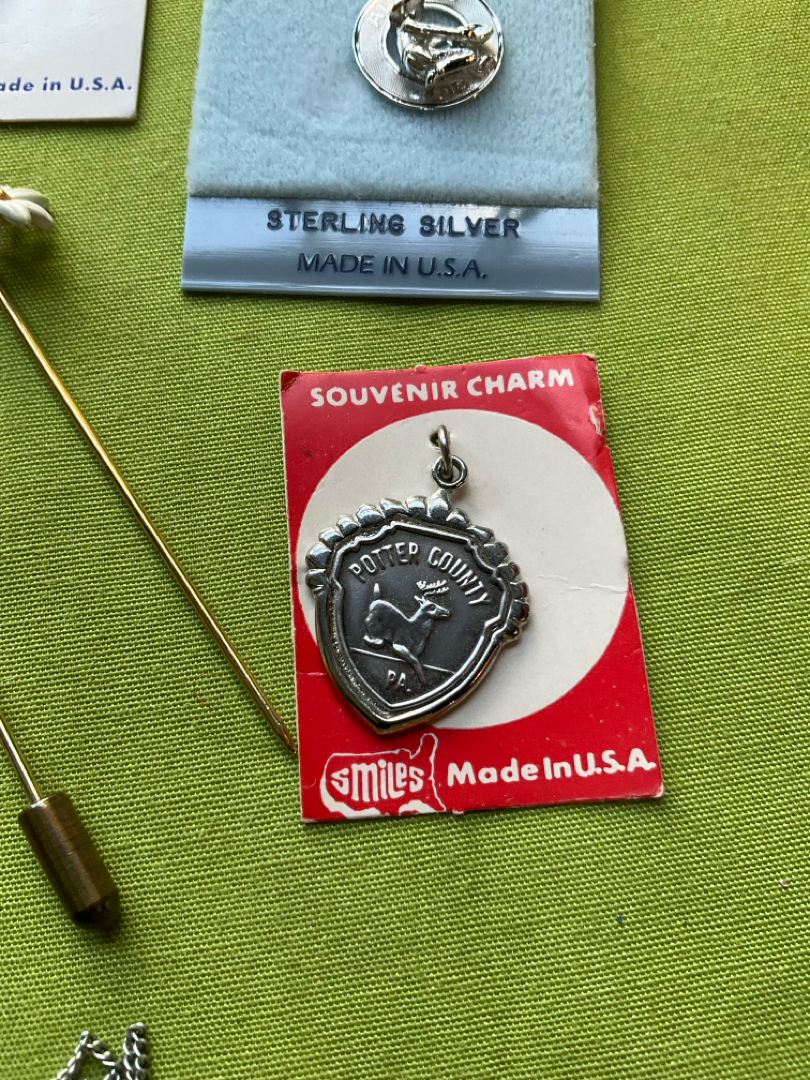 ade in U.S.A.
STERLING SILVER
MADE IN U.S.A.
SOUVENIR CHARM
POTTER COUNTY
PA.
smiles
Made In U.S.A.